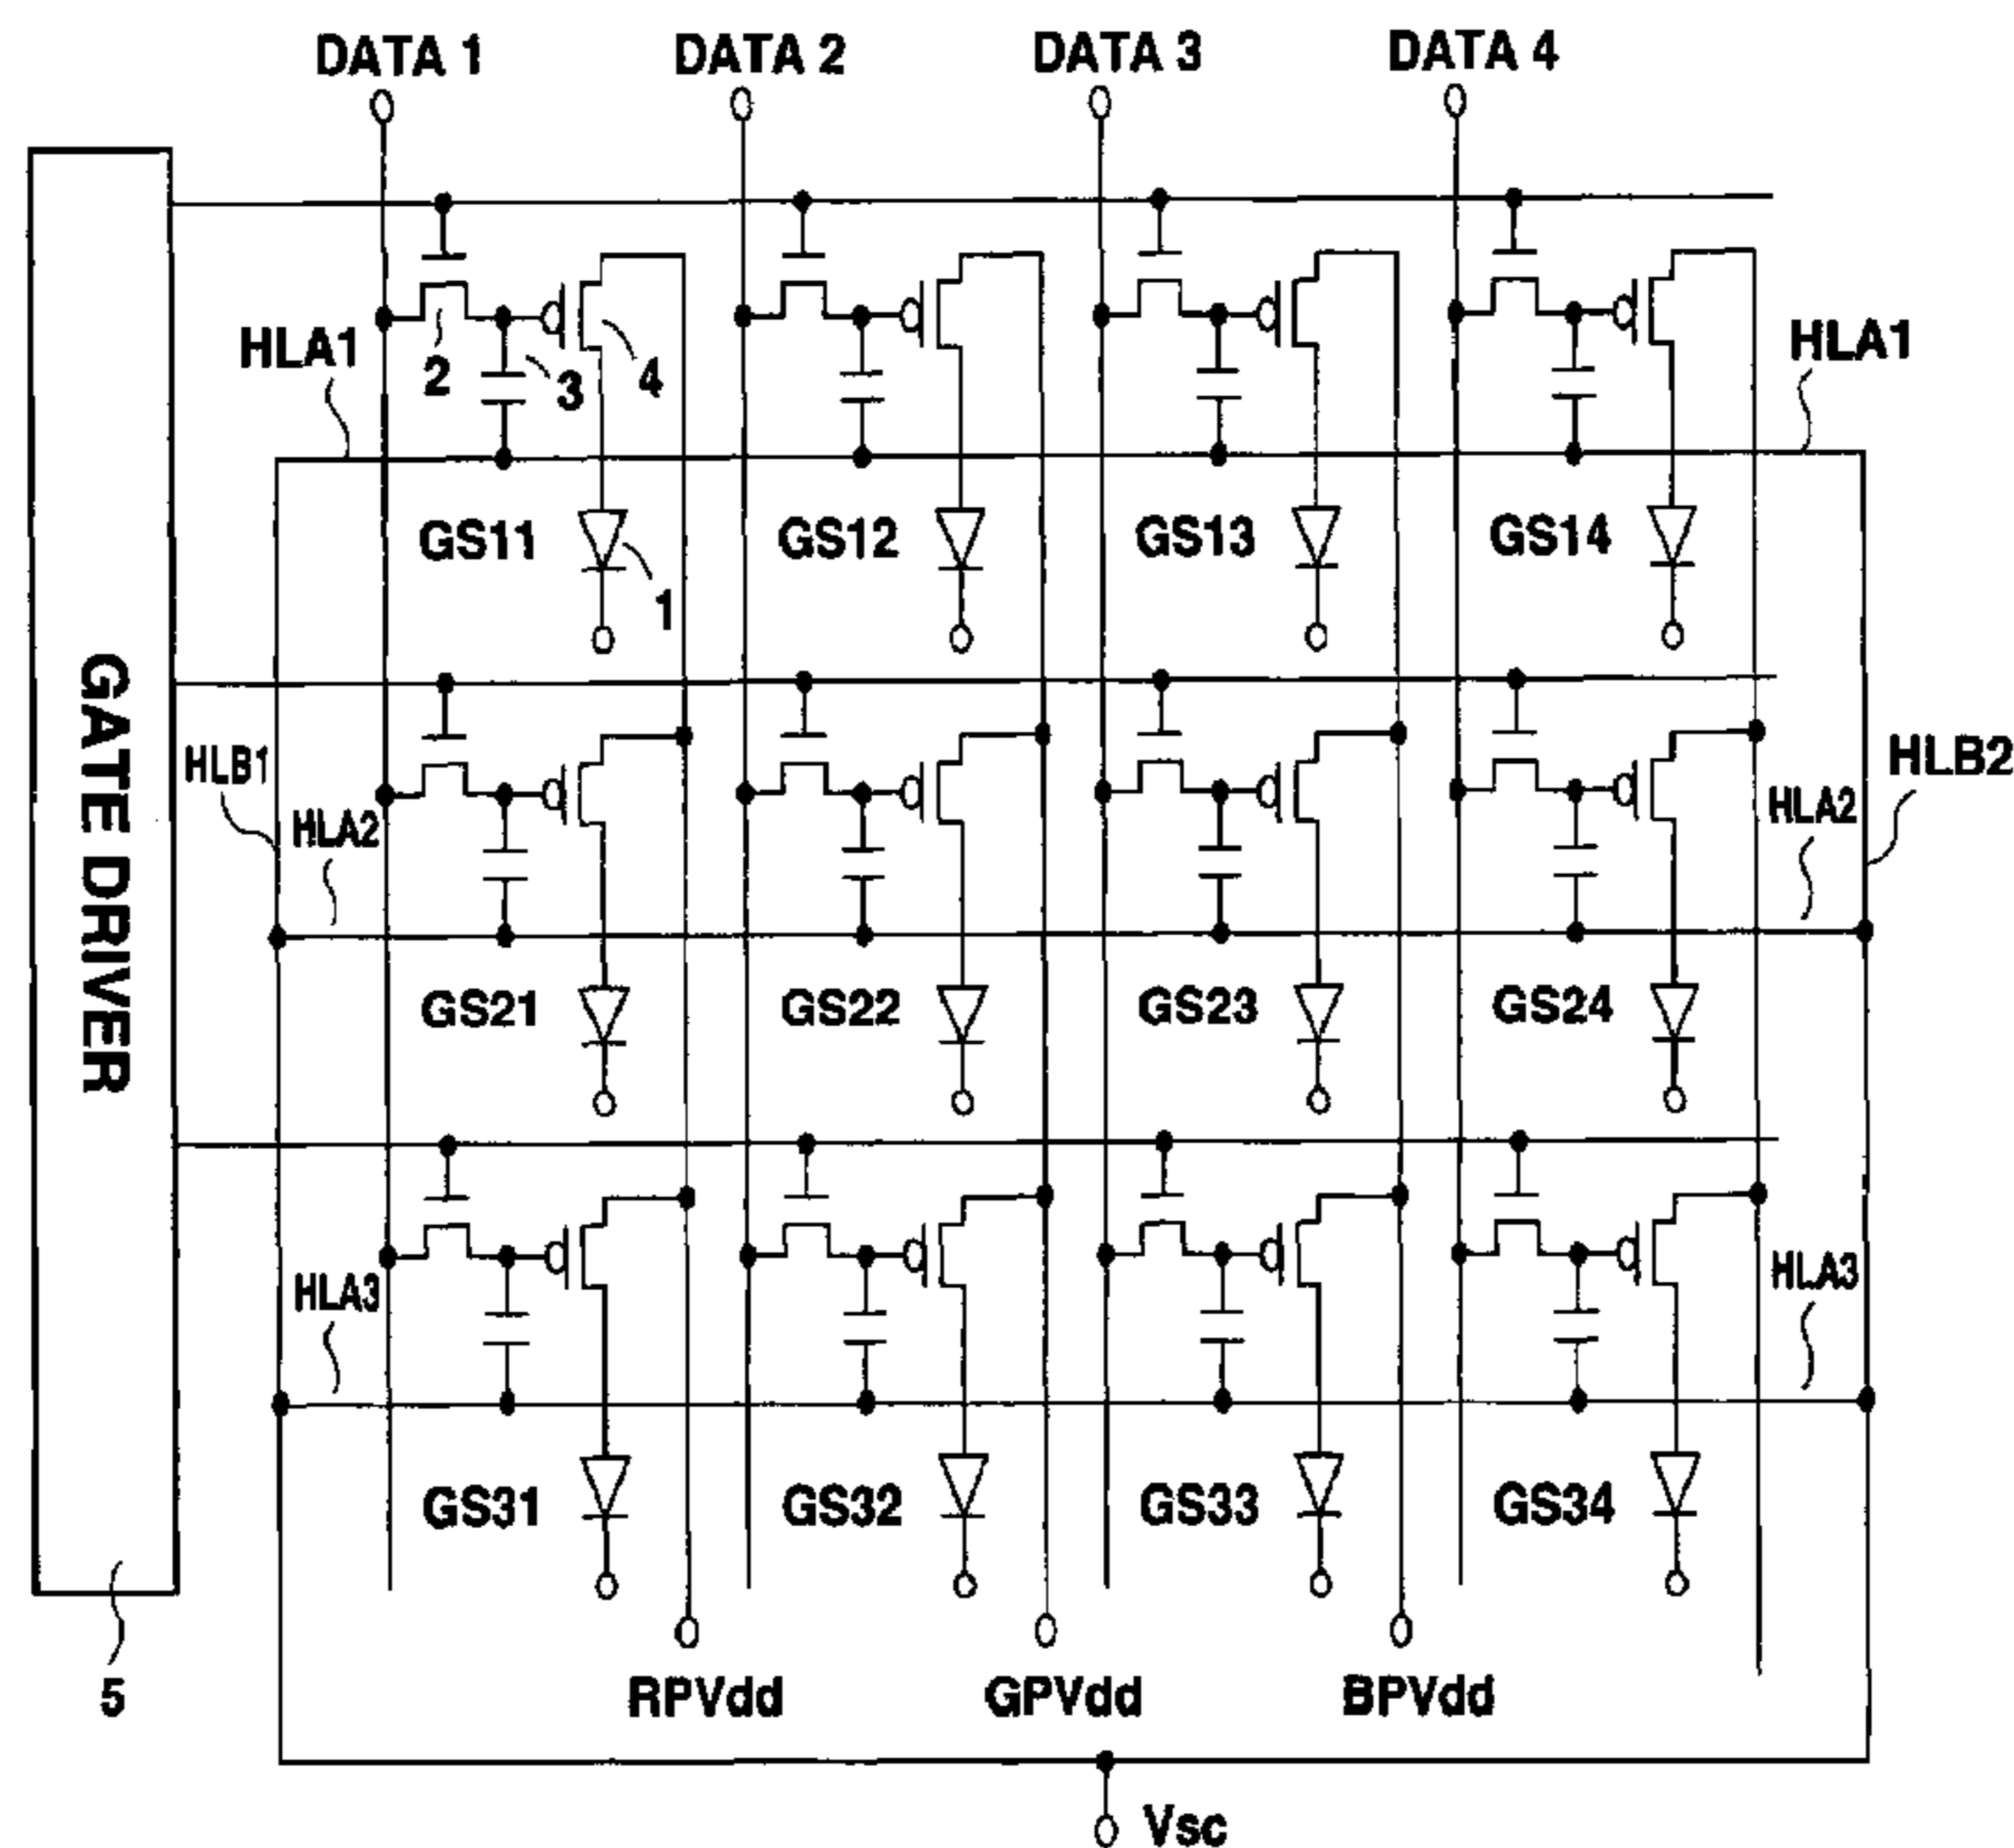 DATA 1 DATA 2 DATA 3 DATA 4
HLA1 2 3 4 HLA1
GS11 GS12 GS13 GS14
1
GATE DRIVER
HLB1 HLB2
HLA2 HLA2
GS21 GS22 GS23 GS24
HLA3 HLA3
GS31 GS32 GS33 GS34
5 RPVdd GPVdd BPVdd
Vsc